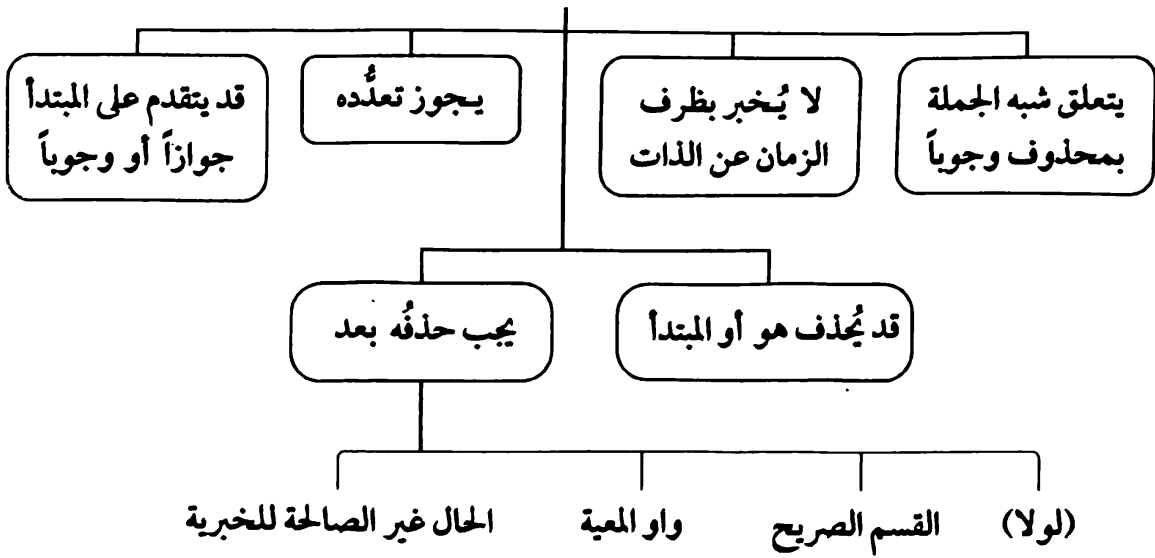 يتعلق شبه الجملة
بمحذوف وجوباً
لا يُخبر بظرف
الزمان عن الذات
يجوز تعدُّده
قد يتقدم على المبتدأ
جوازاً أو وجوباً
قد يُحذف هو أو المبتدأ
يجب حذفُه بعد
(لولا)
القسم الصريح
واو المعية
الحال غير الصالحة للخبرية